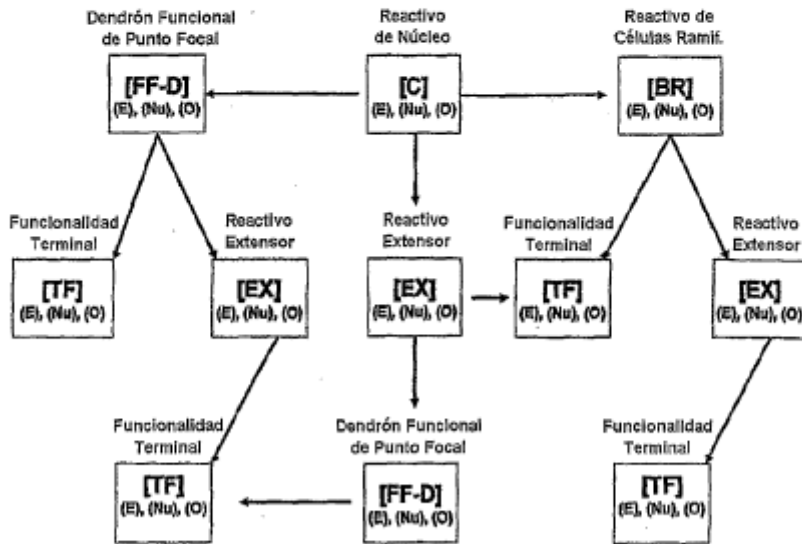 Dendrón Funcional
de Punto Focal
Reactivo
de Núcleo
Reactivo de
Células Ramif.
[FF-D]
(E), (Nu), (O)
[C]
(E), (Nu), (O)
[BR]
(E), (Nu), (O)
Funcionalidad
Terminal
Reactivo
Extensor
Reactivo
Extensor
Funcionalidad
Terminal
Reactivo
Extensor
[TF]
(E), (Nu), (O)
[EX]
(E), (Nu), (O)
[EX]
(E), (Nu), (O)
[TF]
(E), (Nu), (O)
[EX]
(E), (Nu), (O)
Funcionalidad
Terminal
Dendrón Funcional
de Punto Focal
Funcionalidad
Terminal
[TF]
(E), (Nu), (O)
[FF-D]
(E), (Nu), (O)
[TF]
(E), (Nu), (O)